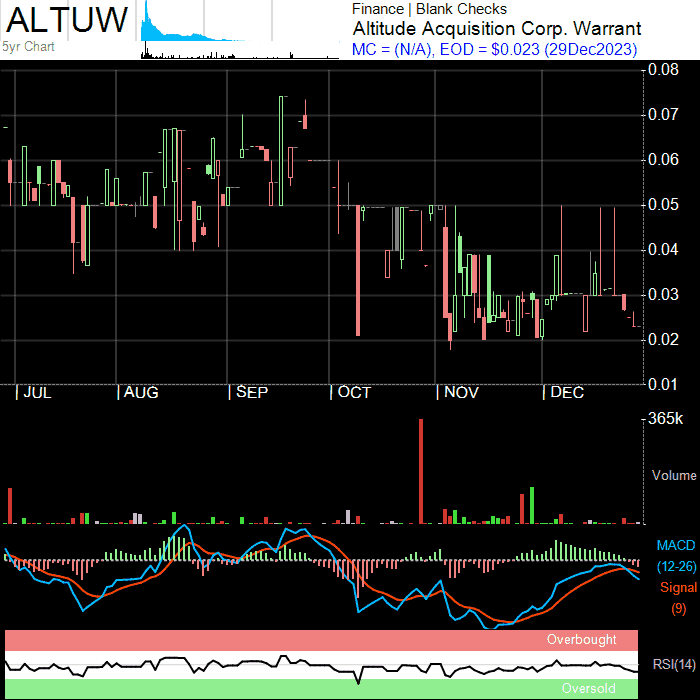 ALTUW
5yr Chart
Finance | Blank Checks
Altitude Acquisition Corp. Warrant
MC = (N/A), EOD = $0.023 (29Dec2023)
0.08
0.07
0.06
0.05
0.04
0.03
0.02
0.01
JUL AUG SEP OCT NOV DEC
365k
Volume
MACD
(12-26)
Signal
(9)
Overbought
RSI(14)
Oversold